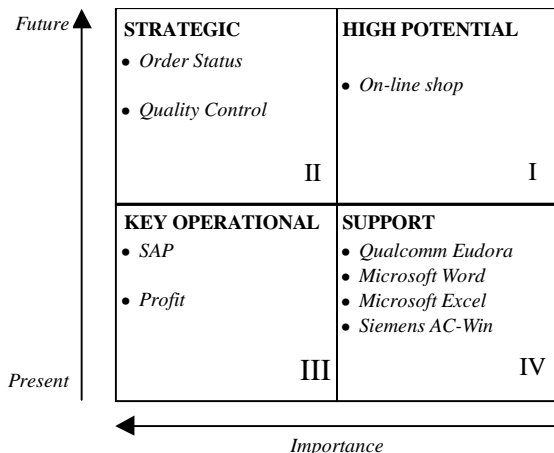 Future
STRATEGIC
• Order Status
• Quality Control
II
HIGH POTENTIAL
• On-line shop
I
KEY OPERATIONAL
• SAP
• Profit
III
SUPPORT
• Qualcomm Eudora
• Microsoft Word
• Microsoft Excel
• Siemens AC-Win
IV
Present
Importance